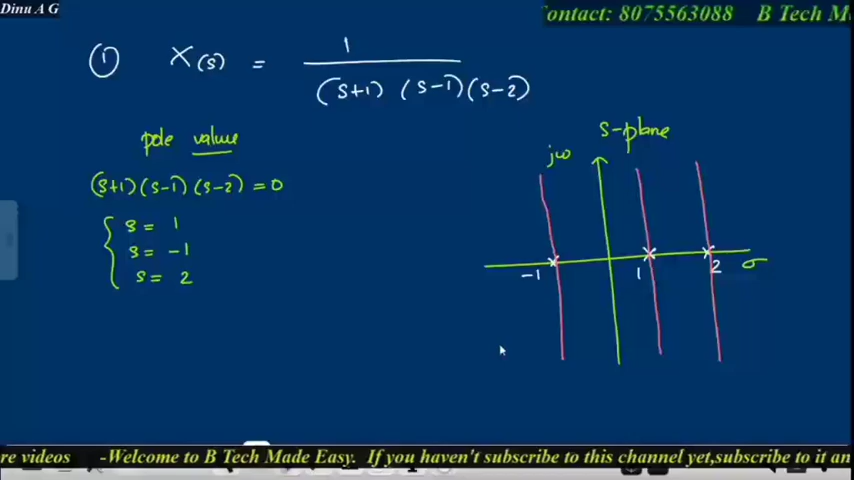 Dinu A G
Contact: 8075563088 B Tech M
① X(s) = 1 / (s+1) (s-1)(s-2)
pole value
(s+1)(s-1)(s-2) = 0
s = 1
s = -1
s = 2
s-plane
jω
-1 1 2 σ
re videos -Welcome to B Tech Made Easy. If you haven't subscribe to this channel yet,subscribe to it an